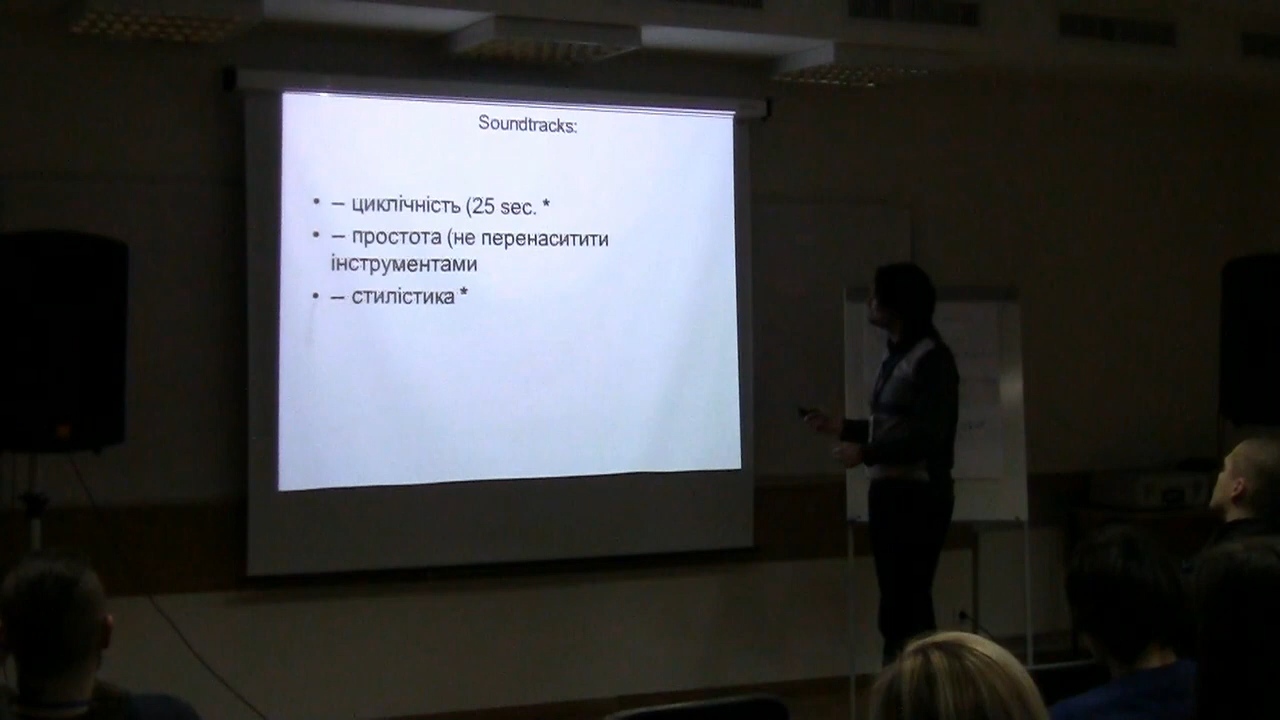 Soundtracks:
• – циклічність (25 sec. *
• – простота (не перенаситити
інструментами
• – стилістика *